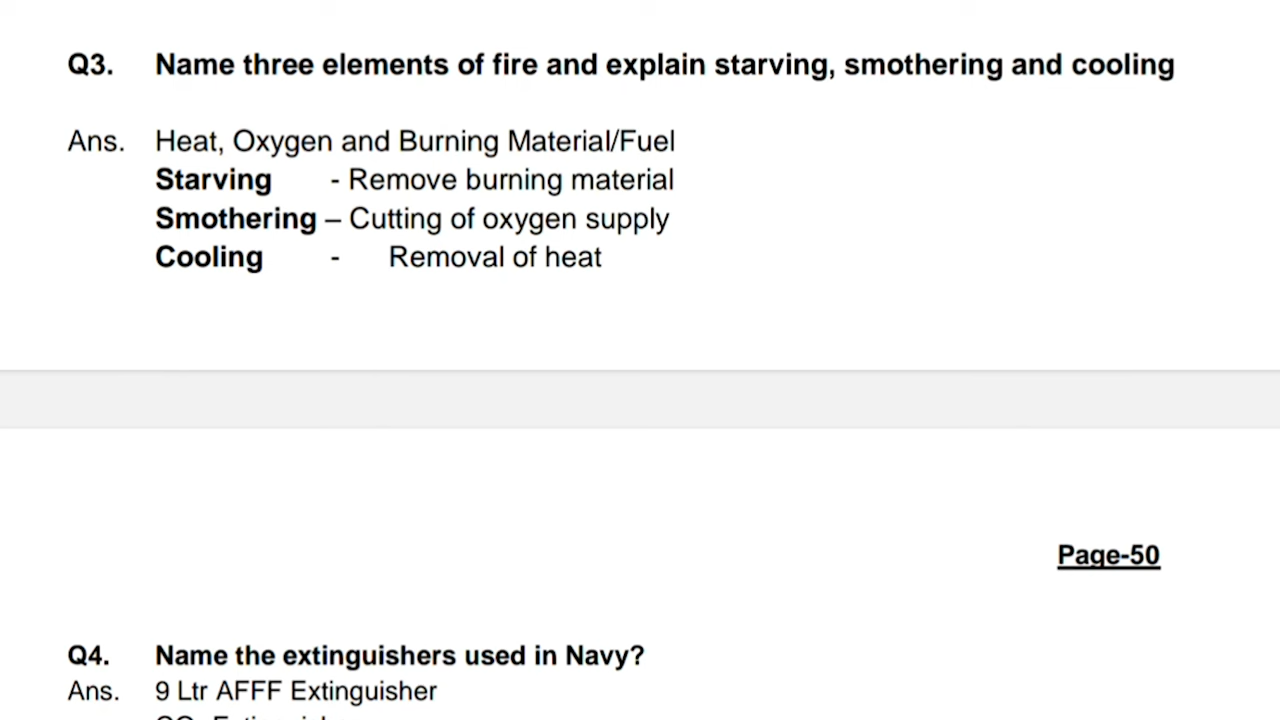 Q3. Name three elements of fire and explain starving, smothering and cooling
Ans. Heat, Oxygen and Burning Material/Fuel
Starving - Remove burning material
Smothering – Cutting of oxygen supply
Cooling - Removal of heat
Page-50
Q4. Name the extinguishers used in Navy?
Ans. 9 Ltr AFFF Extinguisher